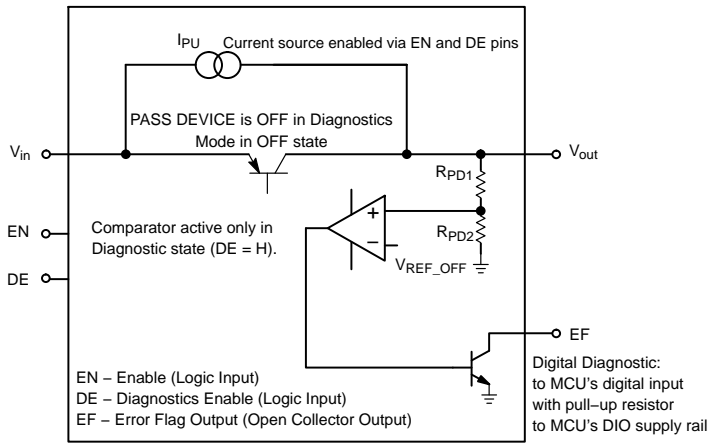 IPU
Current source enabled via EN and DE pins
PASS DEVICE is OFF in Diagnostics
Mode in OFF state
Vin
Vout
RPD1
EN
Comparator active only in
Diagnostic state (DE = H).
+
RPD2
−
VREF_OFF
DE
EF
EN − Enable (Logic Input)
DE − Diagnostics Enable (Logic Input)
EF − Error Flag Output (Open Collector Output)
Digital Diagnostic:
to MCU's digital input
with pull−up resistor
to MCU's DIO supply rail